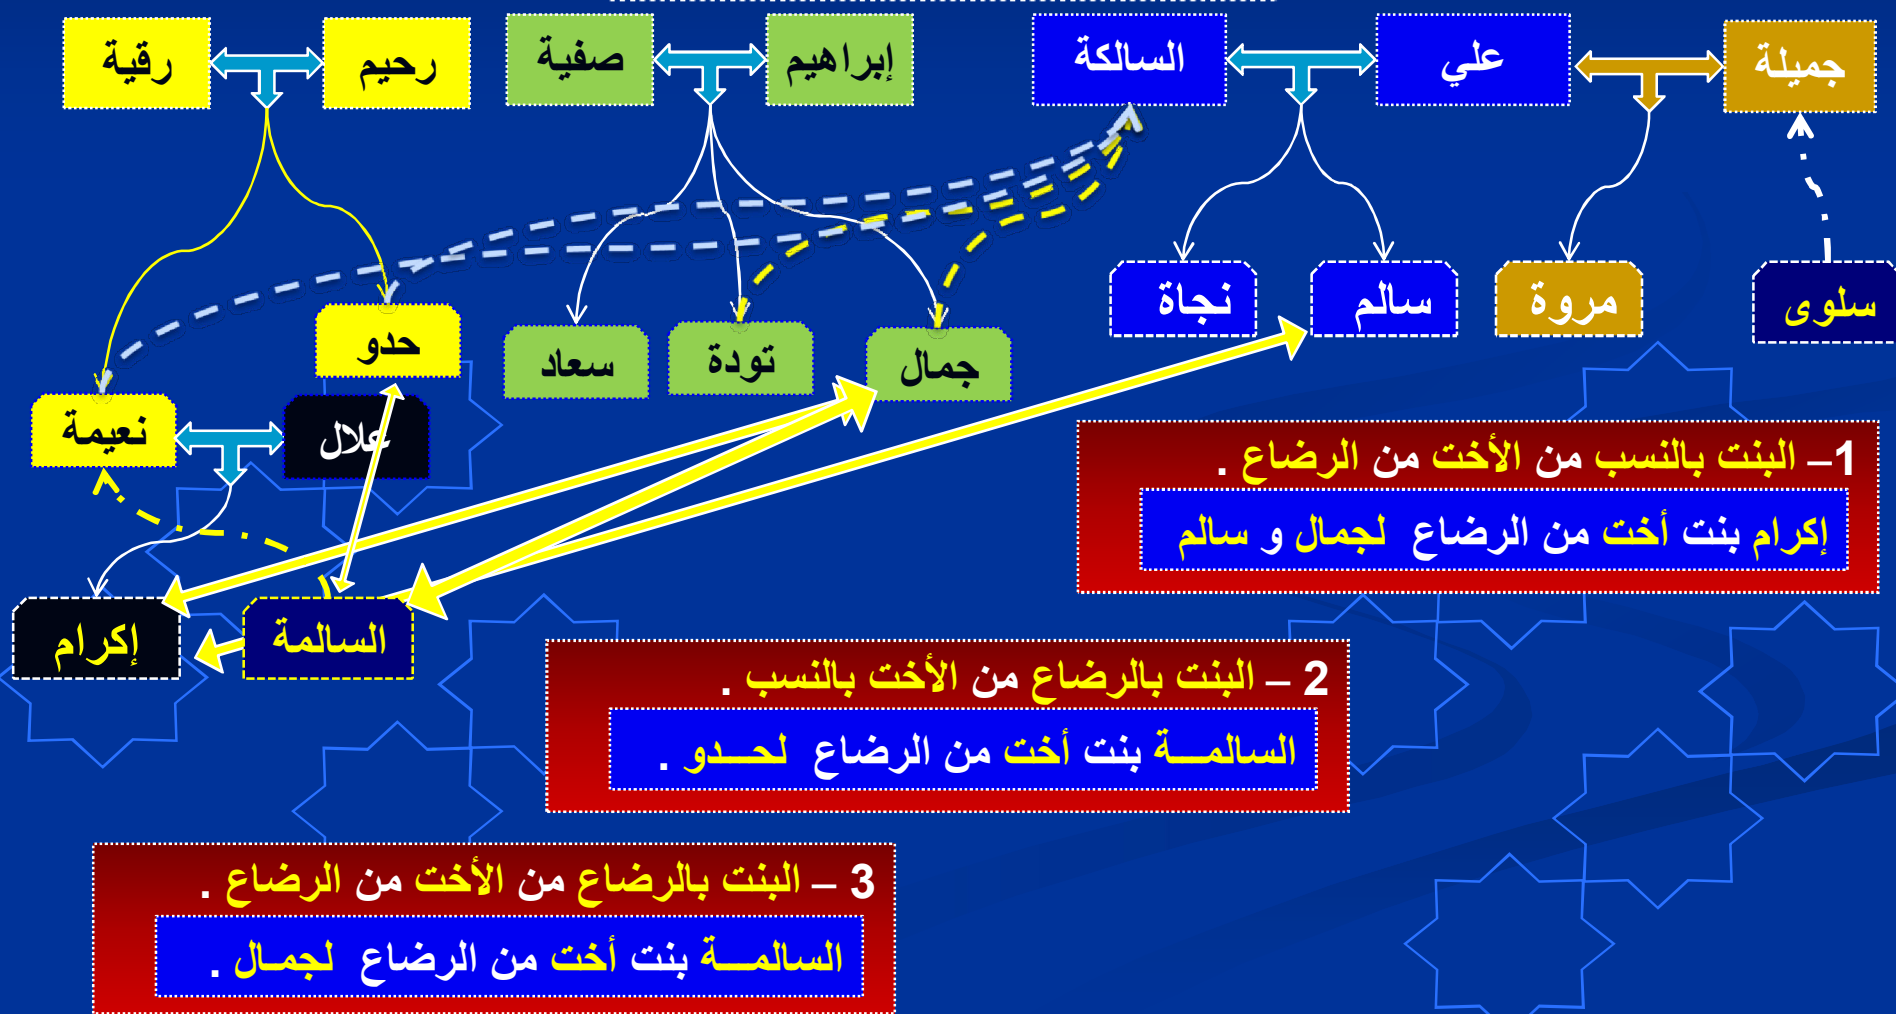 جميلة
علي
السالكة
إبراهيم
صفية
رحيم
رقية
سلوى
مروة
سالم
نجاة
جمال
تودة
سعاد
حدو
علال
نعيمة
السالمة
إكرام
1– البنت بالنسب من الأخت من الرضاع .
إكرام بنت أخت من الرضاع لجمال و سالم
2 – البنت بالرضاع من الأخت بالنسب .
السالمـــة بنت أخت من الرضاع لحـــدو .
3 – البنت بالرضاع من الأخت من الرضاع .
السالمـــة بنت أخت من الرضاع لجمـال .